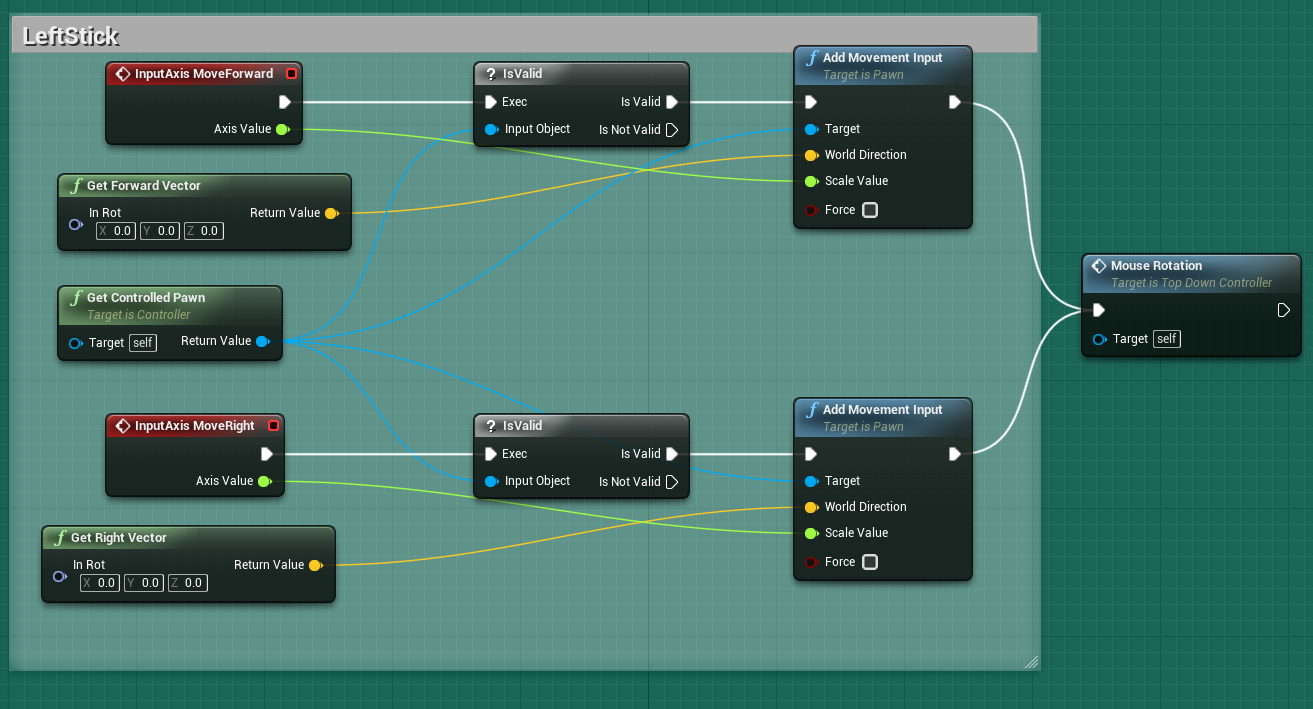 LeftStick
InputAxis MoveForward
Axis Value
? IsValid
Exec Is Valid
Input Object Is Not Valid
f Add Movement Input
Target is Pawn
Target
World Direction
Scale Value
Force
f Get Forward Vector
In Rot Return Value
X 0.0 Y 0.0 Z 0.0
f Get Controlled Pawn
Target is Controller
Target self Return Value
Mouse Rotation
Target is Top Down Controller
Target self
InputAxis MoveRight
Axis Value
? IsValid
Exec Is Valid
Input Object Is Not Valid
f Add Movement Input
Target is Pawn
Target
World Direction
Scale Value
Force
f Get Right Vector
In Rot Return Value
X 0.0 Y 0.0 Z 0.0